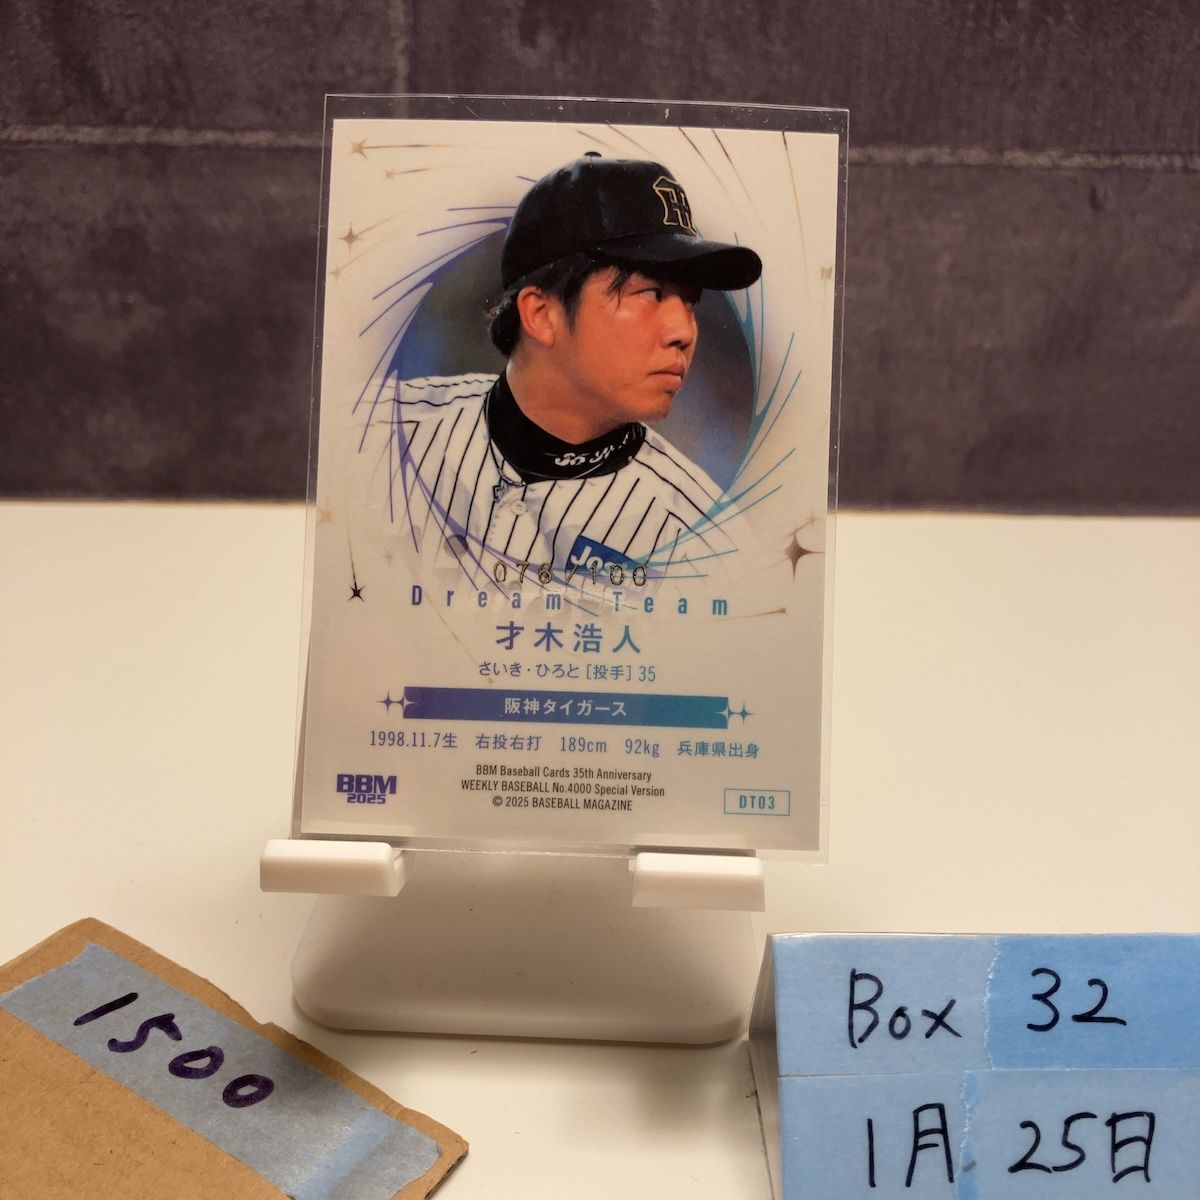 076/100
Dream Team
才木浩人
さいき・ひろと [投手] 35
阪神タイガース
1998.11.7生 右投右打 189cm 92kg 兵庫県出身
BBM Baseball Cards 35th Anniversary
WEEKLY BASEBALL No.4000 Special Version
© 2025 BASEBALL MAGAZINE
BBM
2025
DT03
1500
Box 32
1月 25日